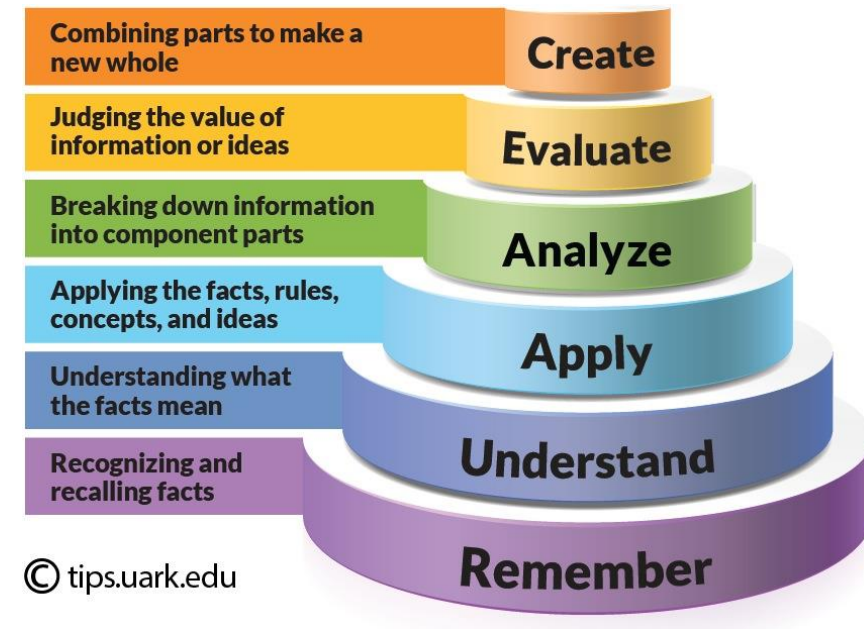 Combining parts to make a
new whole
Create
Judging the value of
information or ideas
Evaluate
Breaking down information
into component parts
Analyze
Applying the facts, rules,
concepts, and ideas
Apply
Understanding what
the facts mean
Understand
Recognizing and
recalling facts
Remember
© tips.uark.edu